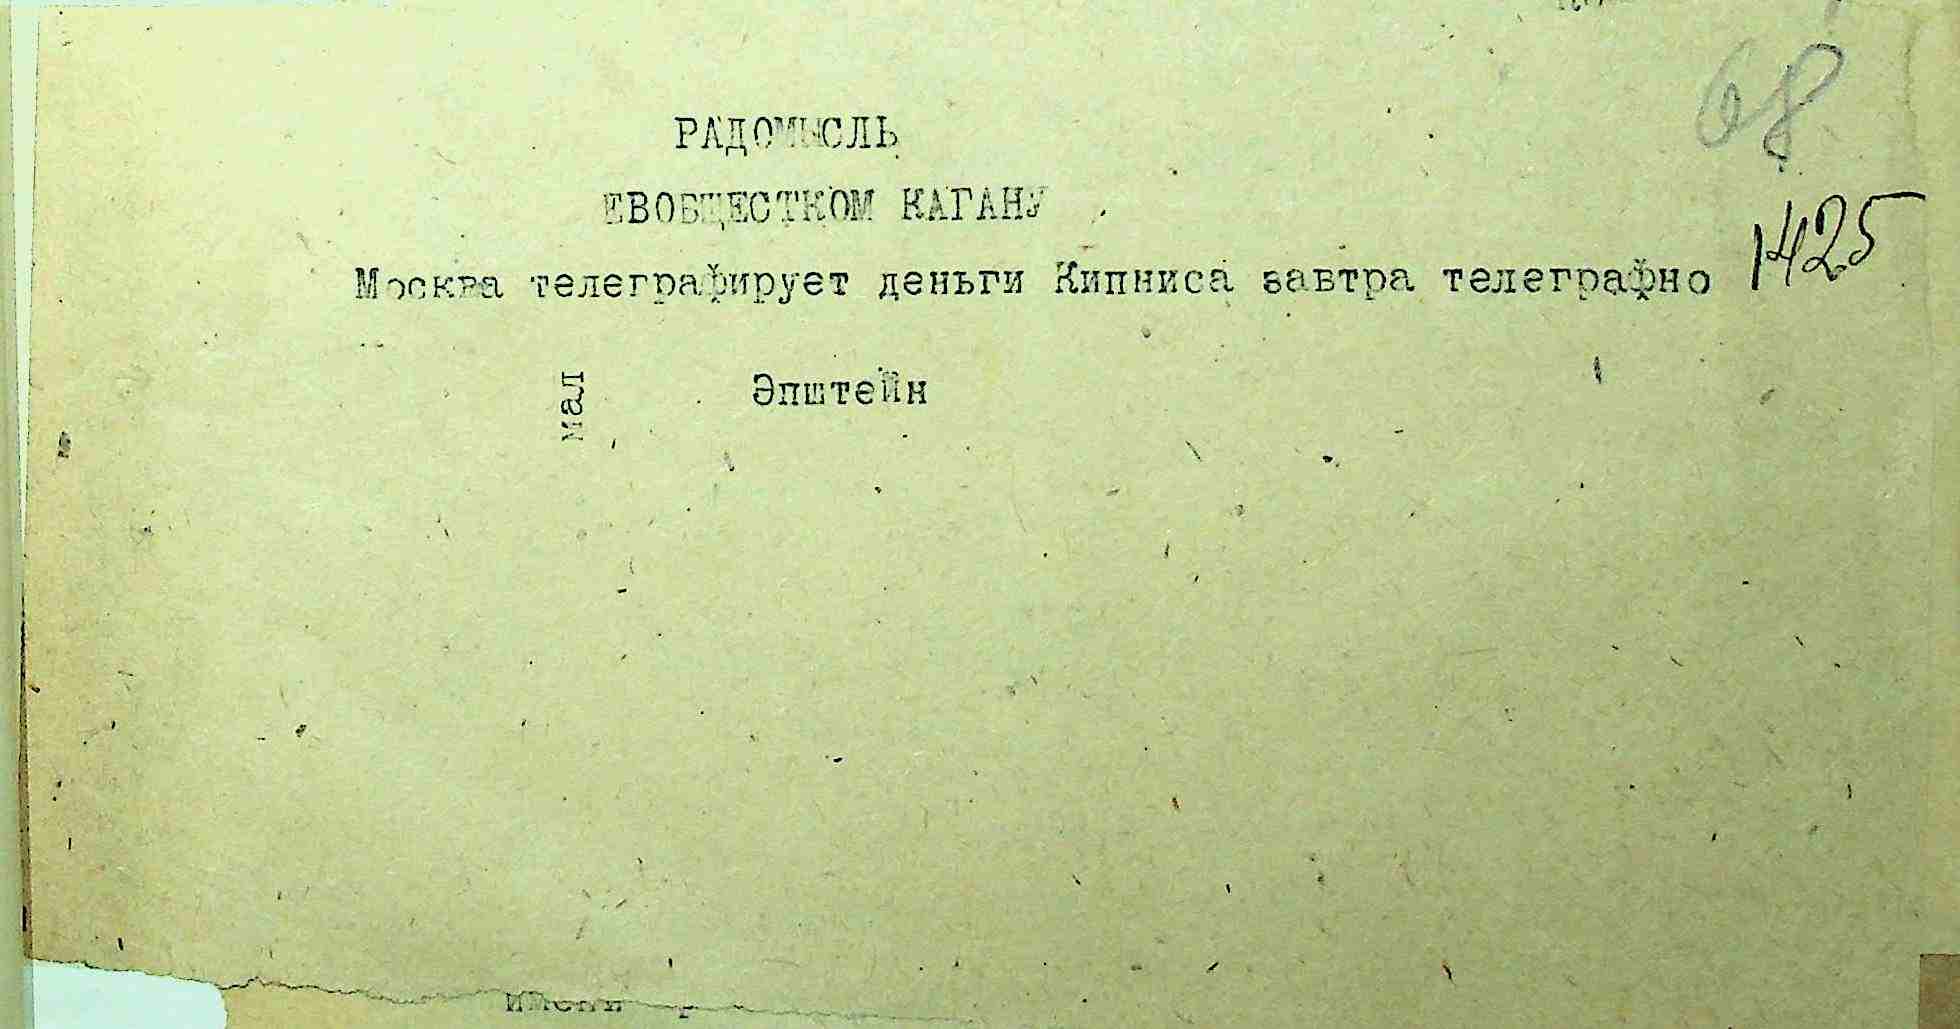 68
РАДОМЫСЛЬ
ЕВОБЩЕСТКОМ КАГАНУ
1425
Москва телеграфирует деньги Кипниса завтра телеграфно
мал
Эпштейн